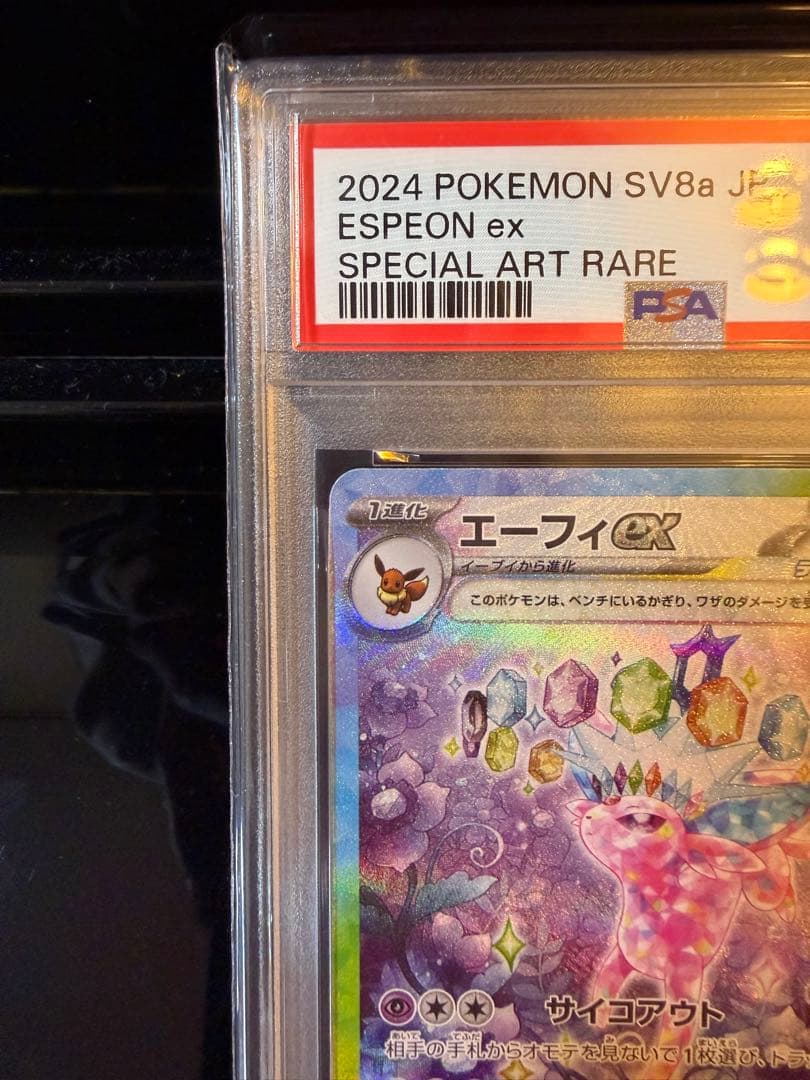 2024 POKEMON SV8a JP
ESPEON ex
SPECIAL ART RARE
PSA
1進化
エーフィex
イーブイから進化
このポケモンは、ベンチにいるかぎり、ワザのダメージを
サイコアウト
相手の手札からオモテを見ないで1枚選び、トラ